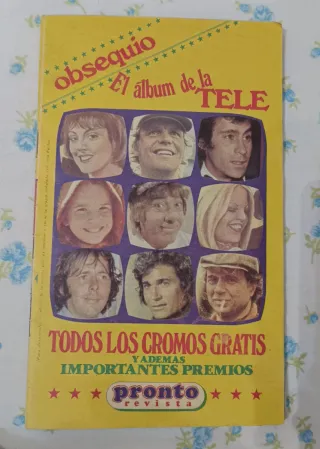 obsequio
El álbum de la
TELE
TODOS LOS CROMOS GRATIS
Y ADEMAS
IMPORTANTES PREMIOS
pronto
revista